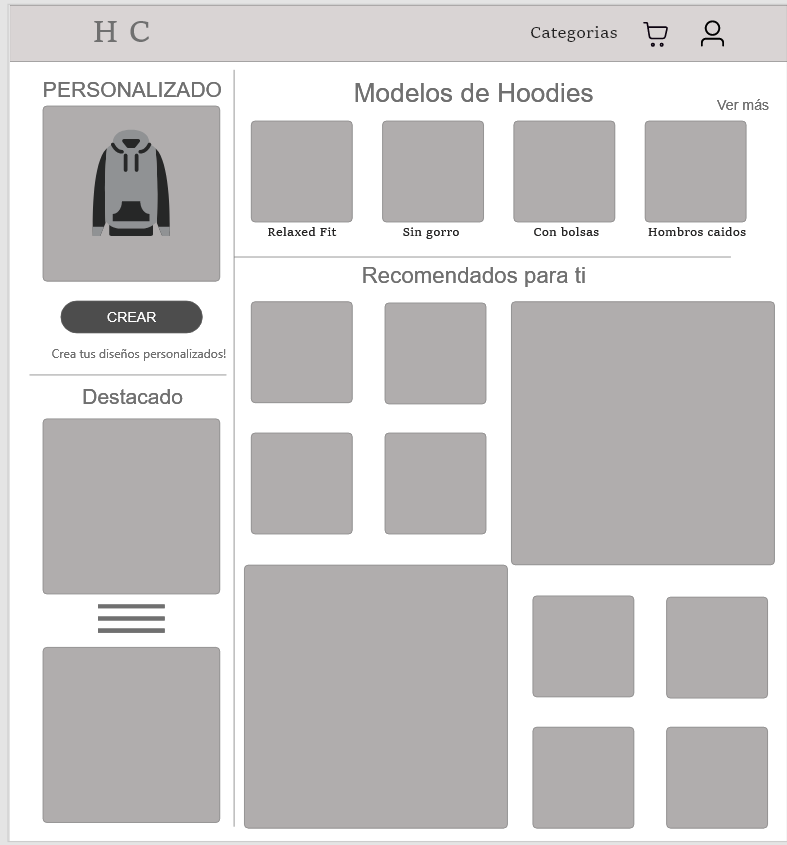 H C
Categorias
PERSONALIZADO
CREAR
Crea tus diseños personalizados!
Destacado
Modelos de Hoodies
Ver más
Relaxed Fit
Sin gorro
Con bolsas
Hombros caidos
Recomendados para ti